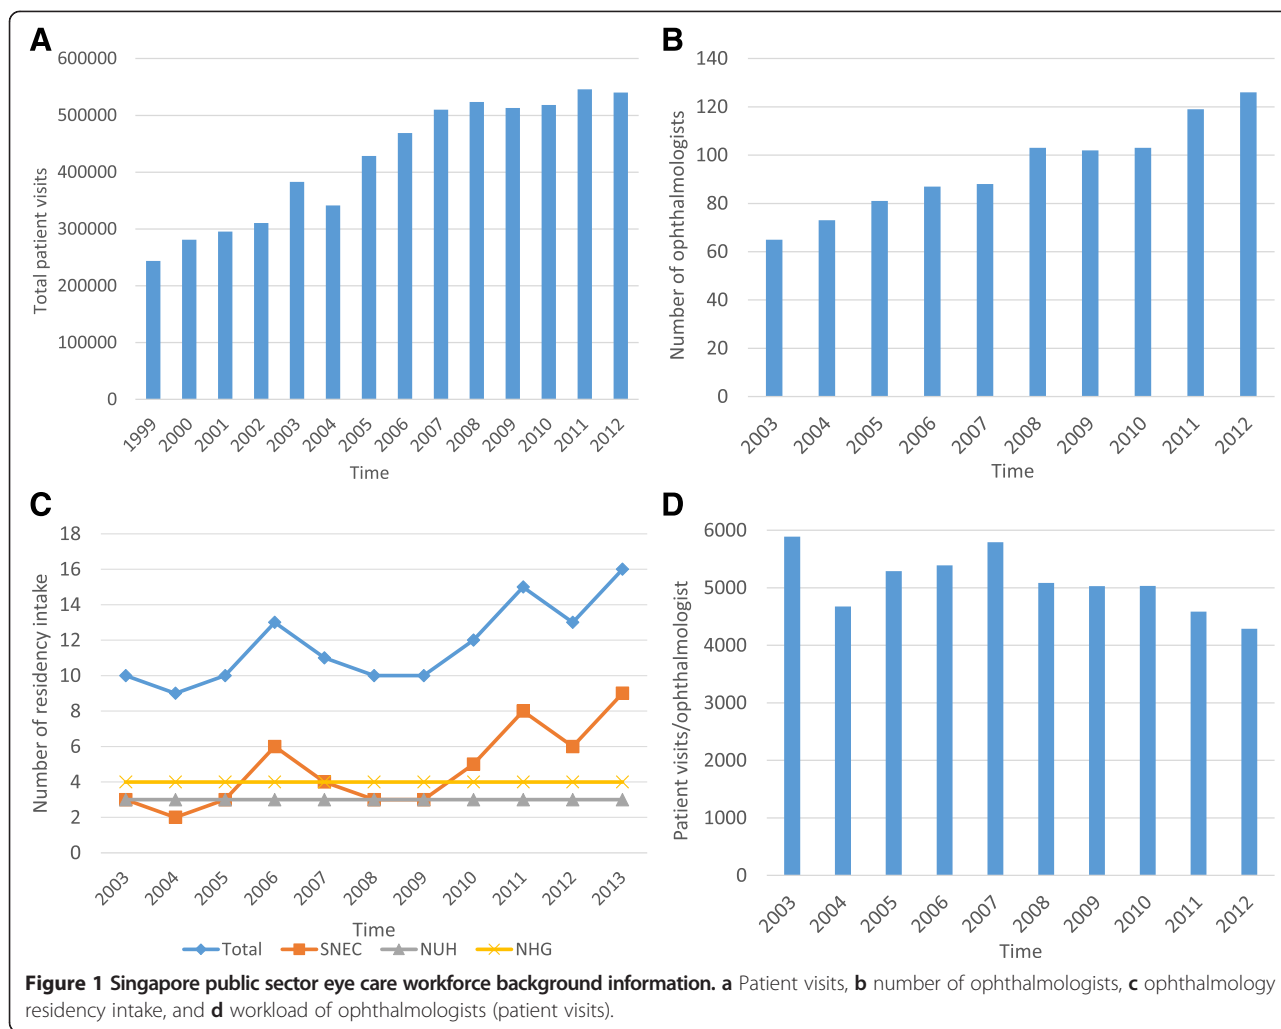 A
600000
500000
400000
300000
200000
100000
0
Total patient visits
1999 2000 2001 2002 2003 2004 2005 2006 2007 2008 2009 2010 2011 2012
Time
B
140
120
100
80
60
40
20
0
Number of ophthalmologists
2003 2004 2005 2006 2007 2008 2009 2010 2011 2012
Time
C
18
16
14
12
10
8
6
4
2
0
Number of residency intake
2003 2004 2005 2006 2007 2008 2009 2010 2011 2012 2013
Time
Total SNEC NUH NHG
D
6000
5000
4000
3000
2000
1000
0
Patient visits/ophthalmologist
2003 2004 2005 2006 2007 2008 2009 2010 2011 2012
Time
Figure 1 Singapore public sector eye care workforce background information. a Patient visits, b number of ophthalmologists, c ophthalmology
residency intake, and d workload of ophthalmologists (patient visits).